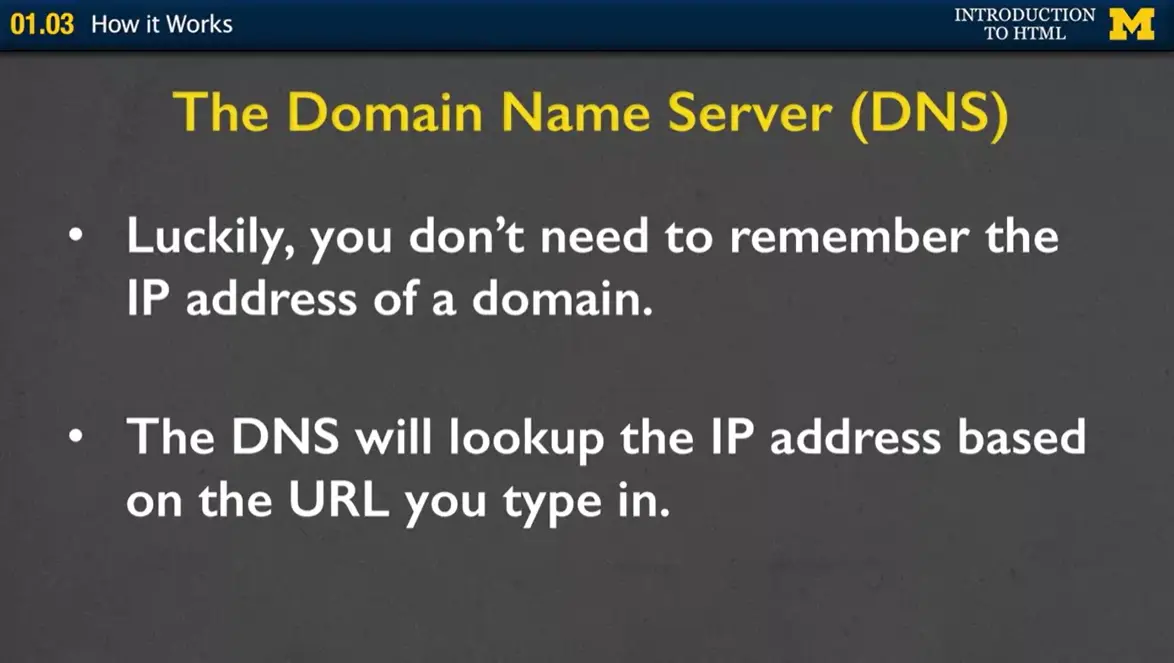 01.03 How it Works
INTRODUCTION
TO HTML
M
The Domain Name Server (DNS)
• Luckily, you don’t need to remember the
IP address of a domain.
• The DNS will lookup the IP address based
on the URL you type in.